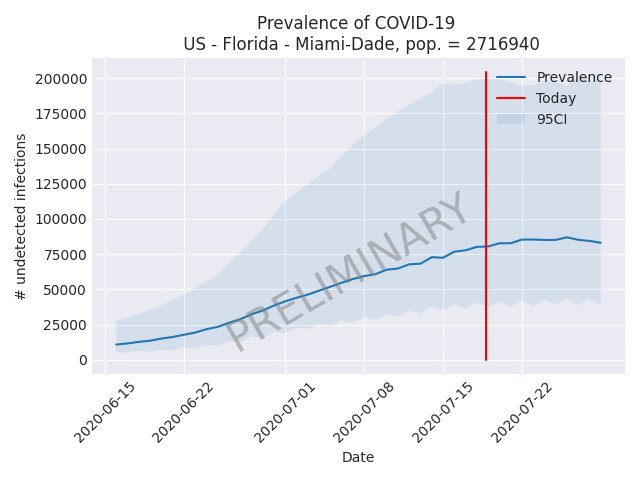 Prevalence of COVID-19
US - Florida - Miami-Dade, pop. = 2716940
200000
175000
150000
125000
100000
75000
50000
25000
0
# undetected infections
Prevalence
Today
95CI
PRELIMINARY
2020-06-15
2020-06-22
2020-07-01
2020-07-08
2020-07-15
2020-07-22
Date